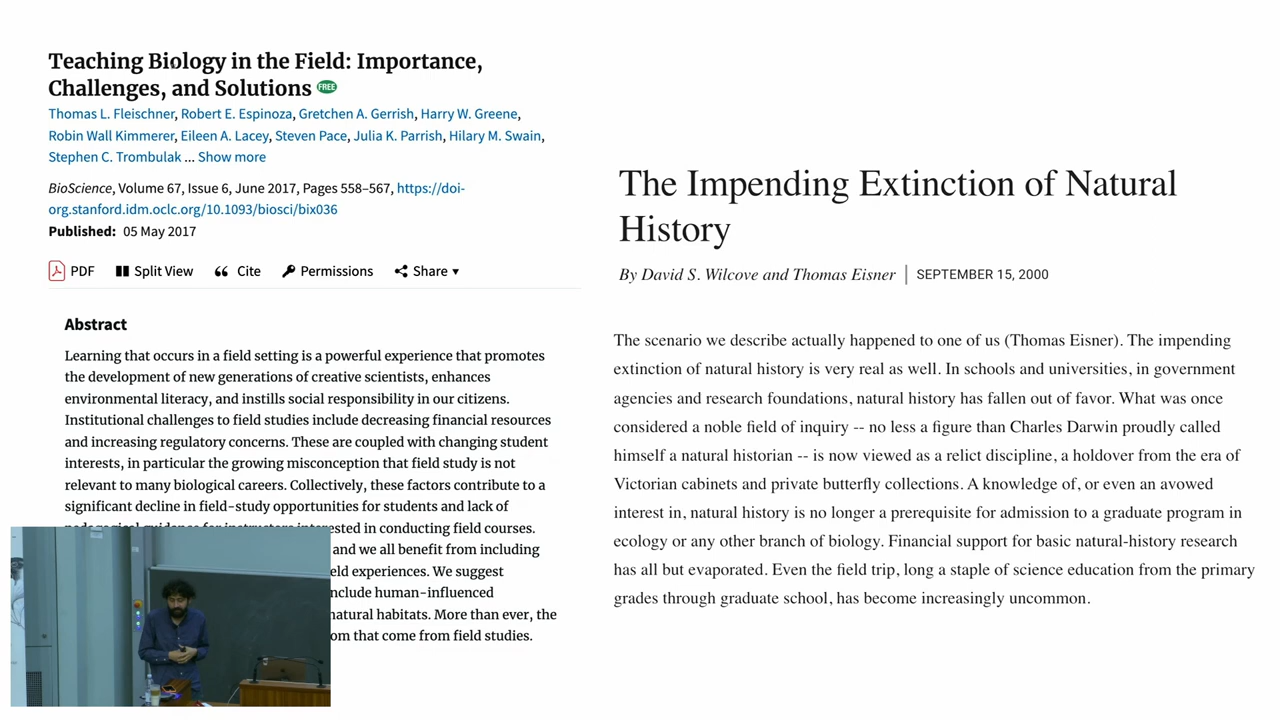 Teaching Biology in the Field: Importance,
Challenges, and Solutions FREE
Thomas L. Fleischner, Robert E. Espinoza, Gretchen A. Gerrish, Harry W. Greene,
Robin Wall Kimmerer, Eileen A. Lacey, Steven Pace, Julia K. Parrish, Hilary M. Swain,
Stephen C. Trombulak ... Show more
BioScience, Volume 67, Issue 6, June 2017, Pages 558–567, https://doi-
org.stanford.idm.oclc.org/10.1093/biosci/bix036
Published: 05 May 2017
PDF Split View Cite Permissions Share
Abstract
Learning that occurs in a field setting is a powerful experience that promotes
the development of new generations of creative scientists, enhances
environmental literacy, and instills social responsibility in our citizens.
Institutional challenges to field studies include decreasing financial resources
and increasing regulatory concerns. These are coupled with changing student
interests, in particular the growing misconception that field study is not
relevant to many biological careers. Collectively, these factors contribute to a
significant decline in field-study opportunities for students and lack of
pedagogical guidance for instructors interested in conducting field courses.
and we all benefit from including
experiences. We suggest
include human-influenced
natural habitats. More than ever, the
that come from field studies.
The Impending Extinction of Natural
History
By David S. Wilcove and Thomas Eisner | SEPTEMBER 15, 2000
The scenario we describe actually happened to one of us (Thomas Eisner). The impending
extinction of natural history is very real as well. In schools and universities, in government
agencies and research foundations, natural history has fallen out of favor. What was once
considered a noble field of inquiry -- no less a figure than Charles Darwin proudly called
himself a natural historian -- is now viewed as a relict discipline, a holdover from the era of
Victorian cabinets and private butterfly collections. A knowledge of, or even an avowed
interest in, natural history is no longer a prerequisite for admission to a graduate program in
ecology or any other branch of biology. Financial support for basic natural-history research
has all but evaporated. Even the field trip, long a staple of science education from the primary
grades through graduate school, has become increasingly uncommon.